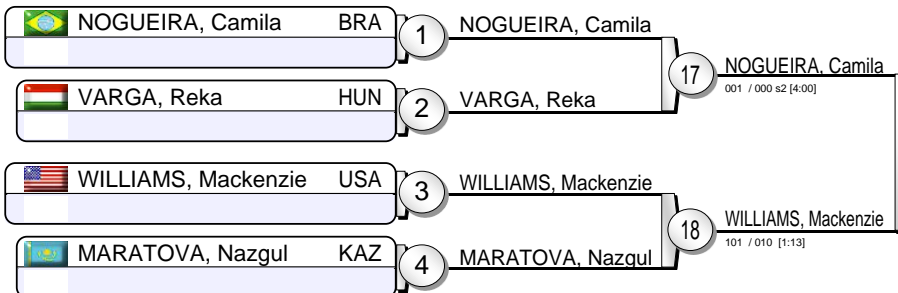 NOGUEIRA, Camila BRA
1
NOGUEIRA, Camila
17
NOGUEIRA, Camila
001 / 000 s2 [4:00]
VARGA, Reka HUN
2
VARGA, Reka
WILLIAMS, Mackenzie USA
3
WILLIAMS, Mackenzie
18
WILLIAMS, Mackenzie
101 / 010 [1:13]
MARATOVA, Nazgul KAZ
4
MARATOVA, Nazgul